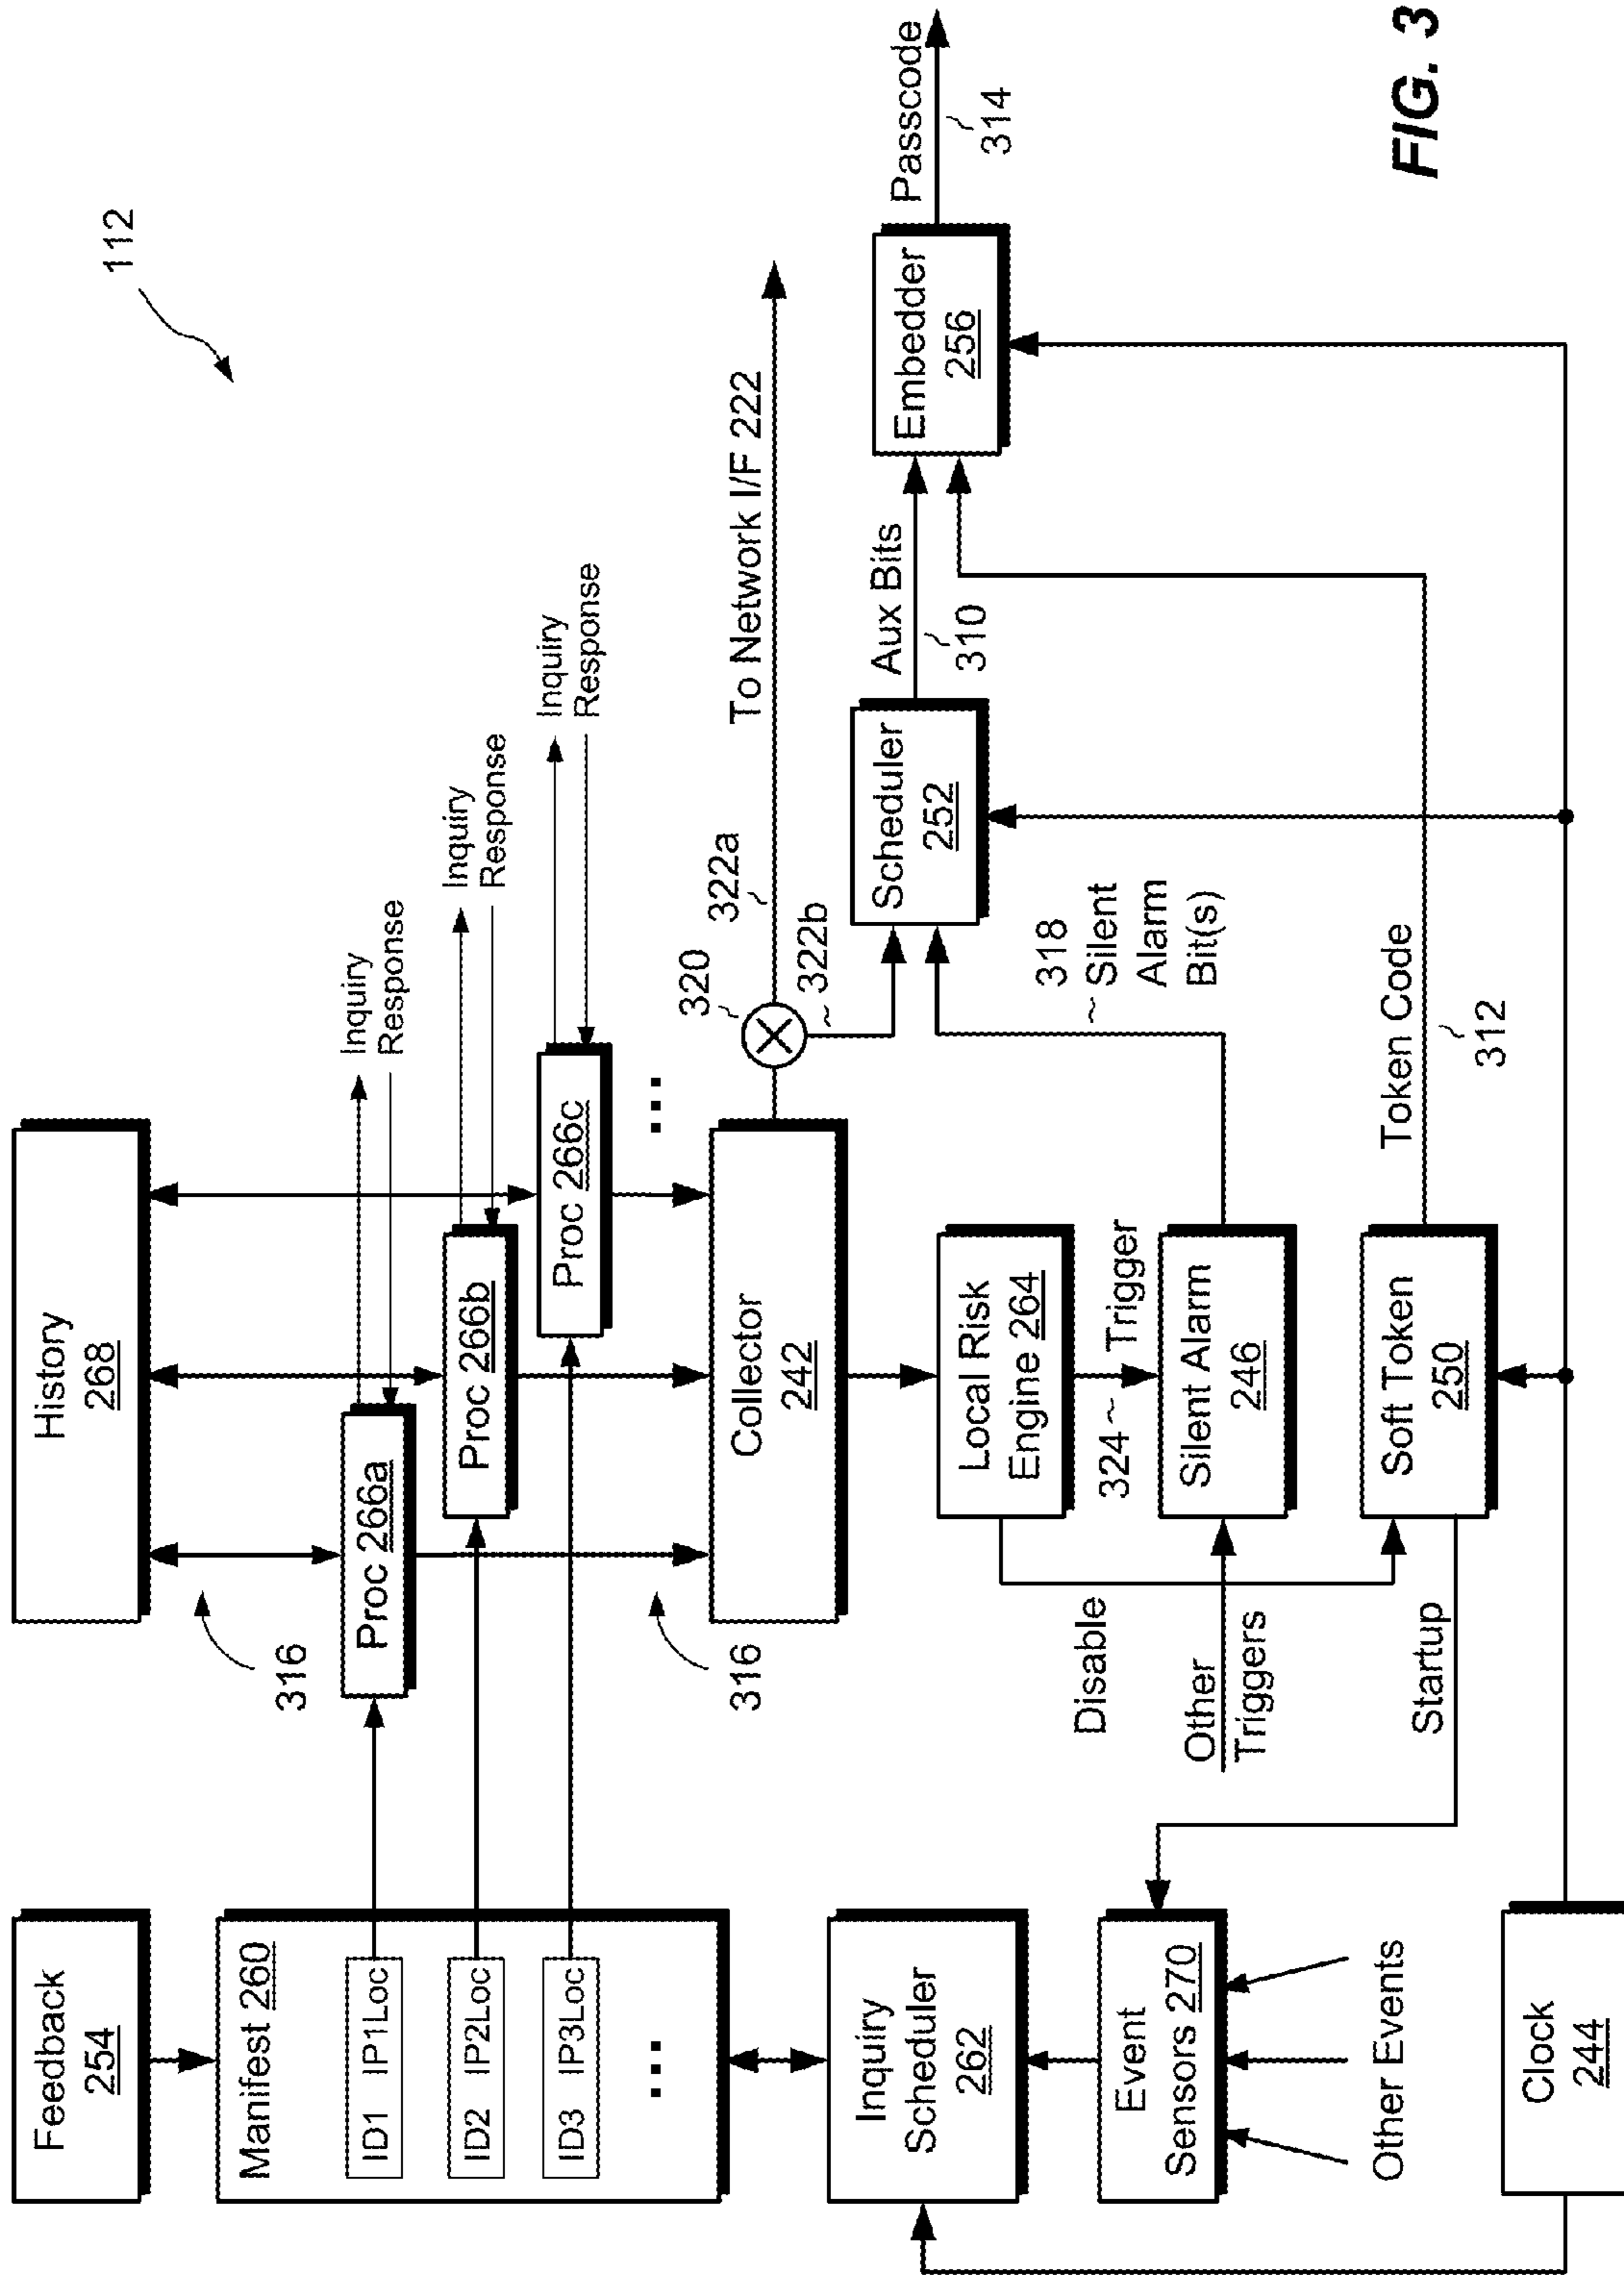 112
Feedback
254
Manifest 260
ID1 IP1Loc
ID2 IP2Loc
ID3 IP3Loc
...
Inquiry
Scheduler
262
Event
Sensors 270
Other Events
Clock
244
History
268
316
Proc 266a
Proc 266b
Proc 266c
Inquiry
Response
Inquiry
Response
Inquiry
Response
...
316
Collector
242
320
322a
322b
To Network I/F 222
Local Risk
Engine 264
Disable
324
Trigger
Other
Triggers
Silent Alarm
246
318
Silent
Alarm
Bit(s)
Startup
Soft Token
250
Token Code
312
Scheduler
252
Aux Bits
310
Embedder
256
Passcode
314
FIG. 3